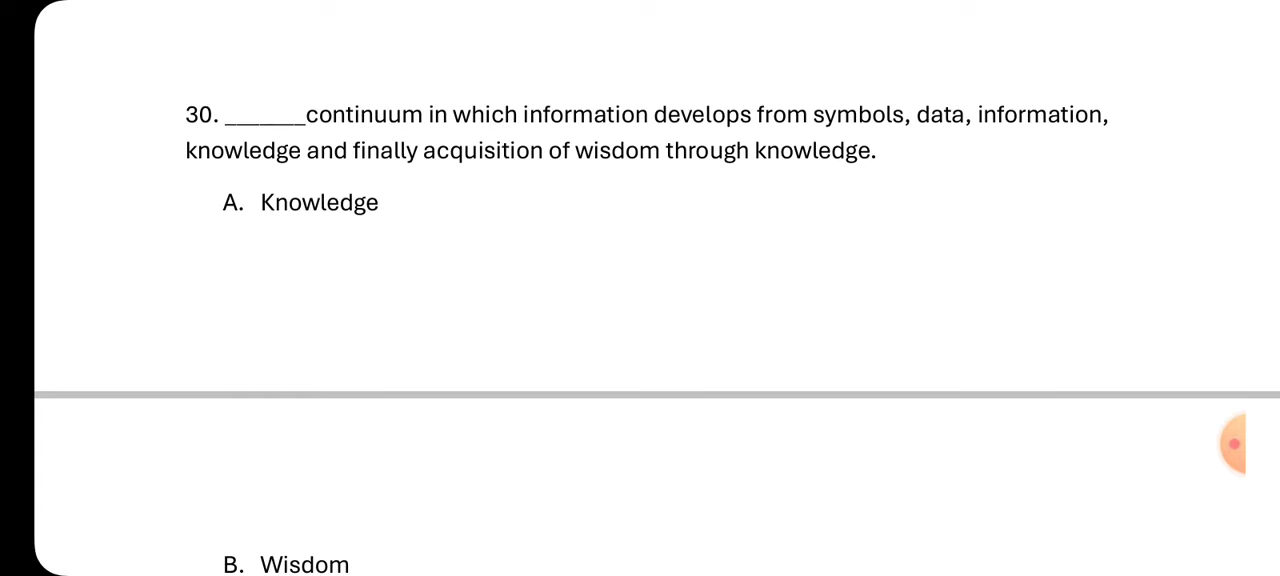 30. _______continuum in which information develops from symbols, data, information,
knowledge and finally acquisition of wisdom through knowledge.
A. Knowledge
B. Wisdom